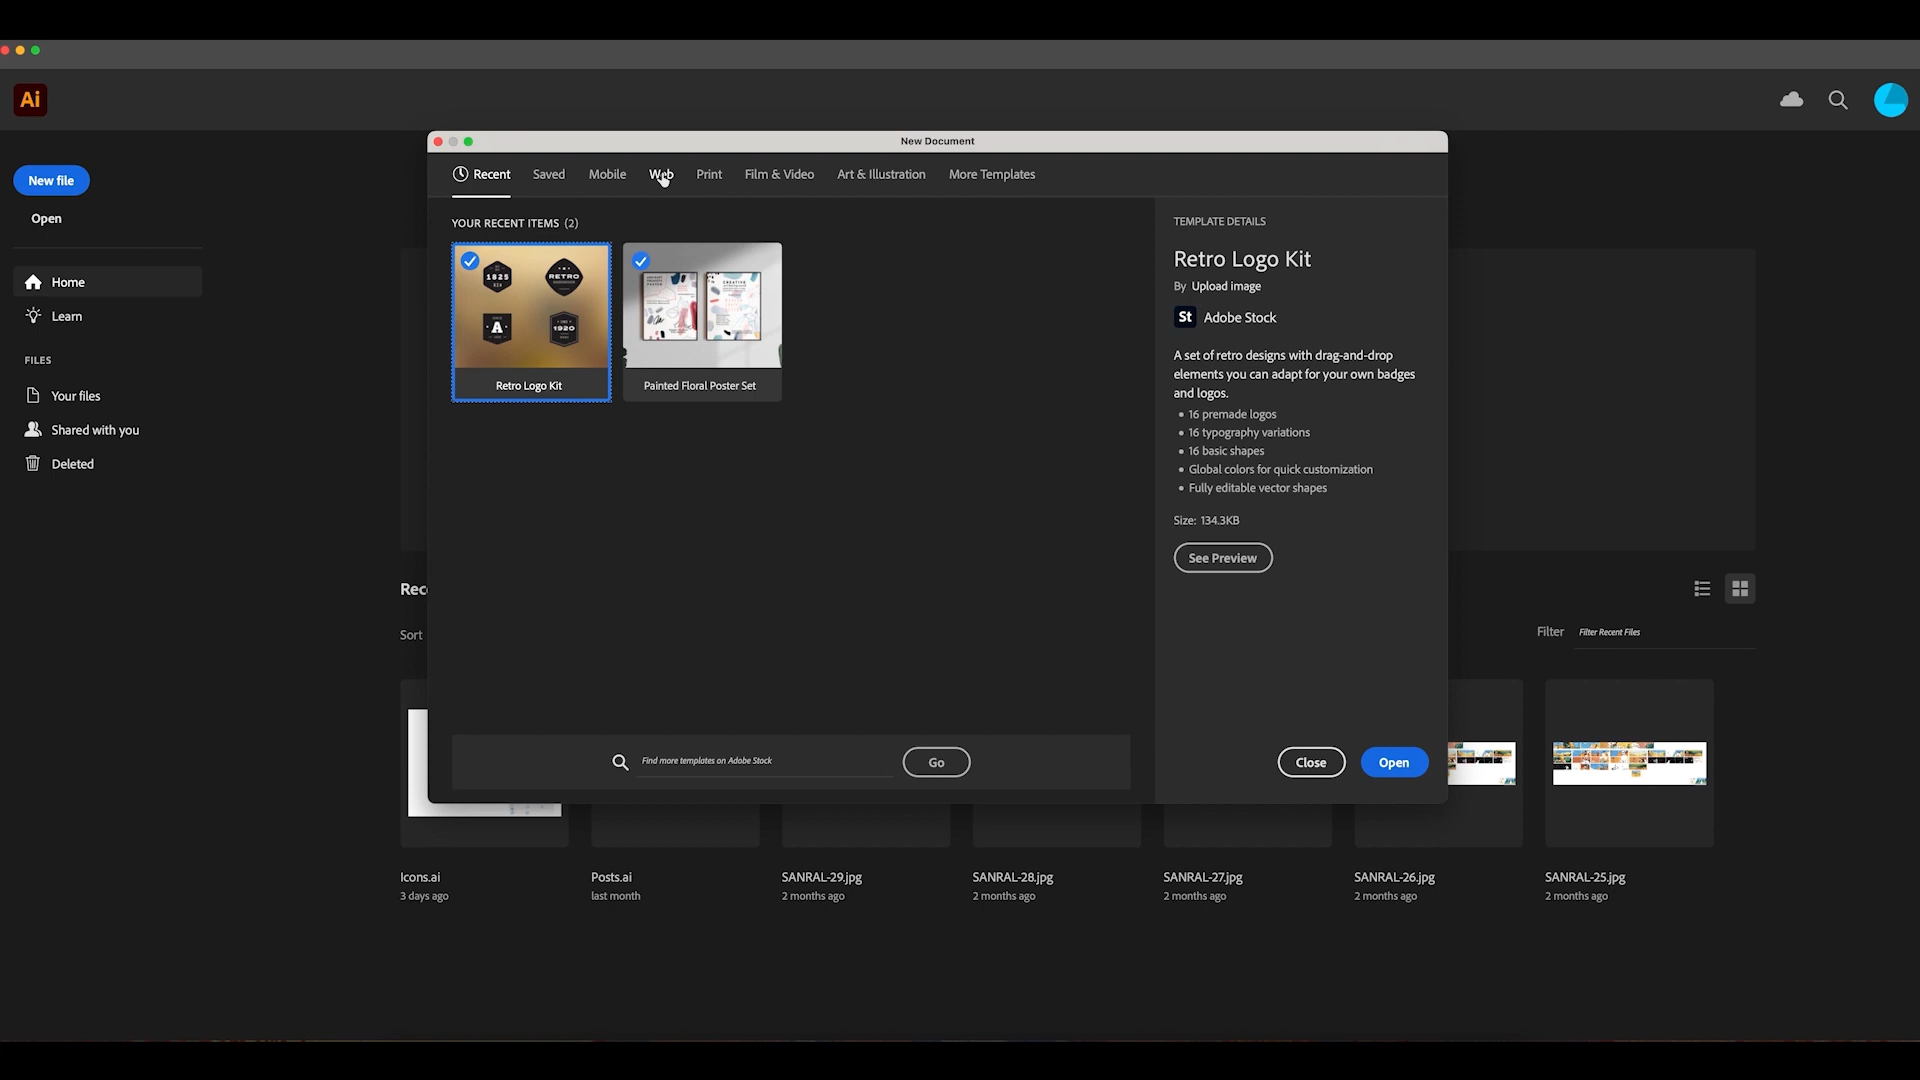 Ai
New Document
New file
Open
Home
Learn
FILES
Your files
Shared with you
Deleted
Recent
Saved
Mobile
Web
Print
Film & Video
Art & Illustration
More Templates
YOUR RECENT ITEMS (2)
1825
RETRO
A
1920
Retro Logo Kit
Painted Floral Poster Set
TEMPLATE DETAILS
Retro Logo Kit
By Upload image
St Adobe Stock
A set of retro designs with drag-and-drop
elements you can adapt for your own badges
and logos.
• 16 premade logos
• 16 typography variations
• 16 basic shapes
• Global colors for quick customization
• Fully editable vector shapes
Size: 134.3KB
See Preview
Find more templates on Adobe Stock
Go
Close
Open
Rec
Sort
Filter
Filter Recent Files
Icons.ai
3 days ago
Posts.ai
last month
SANRAL-29.jpg
2 months ago
SANRAL-28.jpg
2 months ago
SANRAL-27.jpg
2 months ago
SANRAL-26.jpg
2 months ago
SANRAL-25.jpg
2 months ago